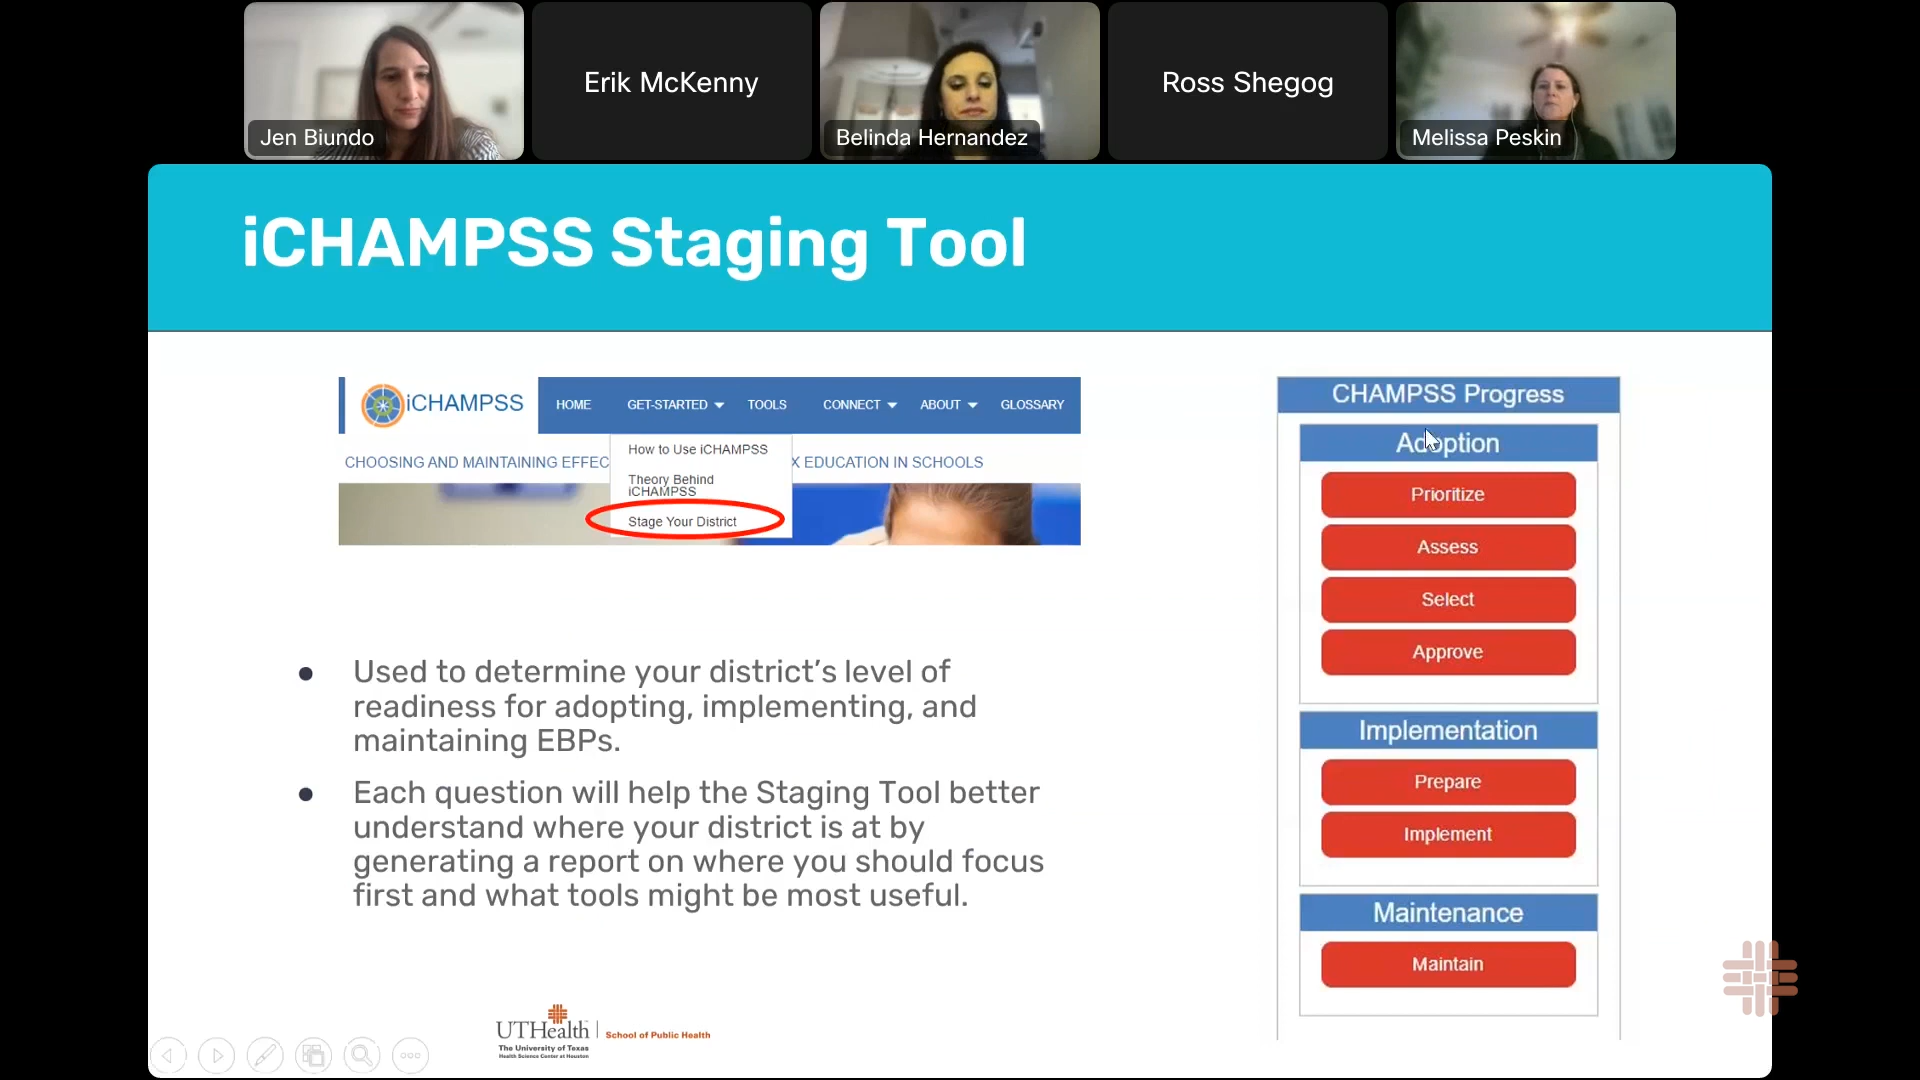 Jen Biundo
Erik McKenny
Belinda Hernandez
Ross Shegog
Melissa Peskin
iCHAMPSS Staging Tool
iCHAMPSS
HOME
GET-STARTED
TOOLS
CONNECT
ABOUT
GLOSSARY
How to Use iCHAMPSS
CHOOSING AND MAINTAINING EFFEC
X EDUCATION IN SCHOOLS
Theory Behind
iCHAMPSS
Stage Your District
● Used to determine your district’s level of
readiness for adopting, implementing, and
maintaining EBPs.
● Each question will help the Staging Tool better
understand where your district is at by
generating a report on where you should focus
first and what tools might be most useful.
CHAMPSS Progress
Adoption
Prioritize
Assess
Select
Approve
Implementation
Prepare
Implement
Maintenance
Maintain
UTHealth
The University of Texas
Health Science Center at Houston
School of Public Health